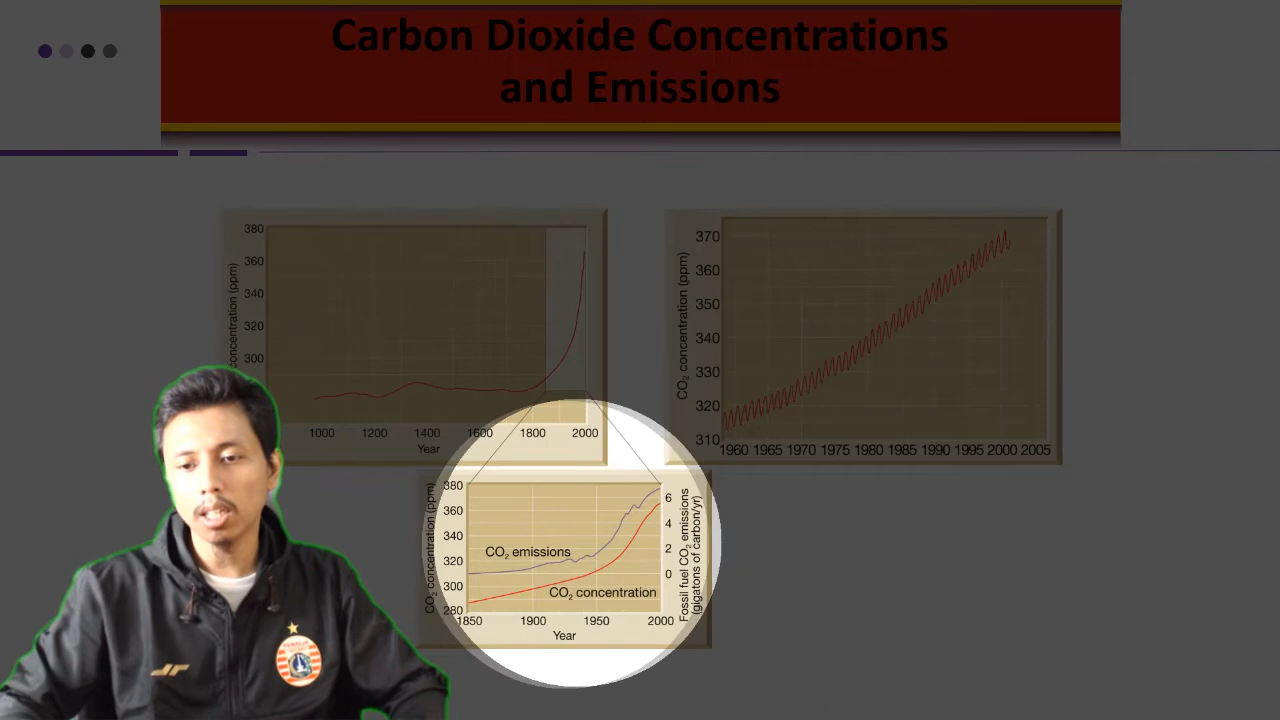 Carbon Dioxide Concentrations
and Emissions
380
360
340
320
300
concentration (ppm)
1000 1200 1400 1600 1800 2000
Year
370
360
350
340
330
320
310
CO₂ concentration (ppm)
1960 1965 1970 1975 1980 1985 1990 1995 2000 2005
380
360
340
320
300
280
CO₂ concentration (ppm)
CO₂ emissions
CO₂ concentration
6
4
2
0
Fossil fuel CO₂ emissions
(gigatons of carbon/yr)
1850 1900 1950 2000
Year